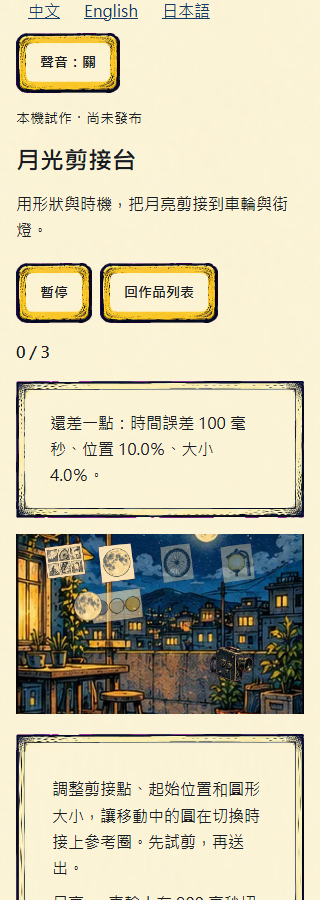 中文 English 日本語
聲音：關
本機試作・尚未發布
月光剪接台
用形狀與時機，把月亮剪接到車輪與街
燈。
暫停 回作品列表
0 / 3
還差一點：時間誤差 100 毫
秒、位置 10.0%、大小
4.0%。
調整剪接點、起始位置和圓形
大小，讓移動中的圓在切換時
接上參考圈。先試剪，再送
出。